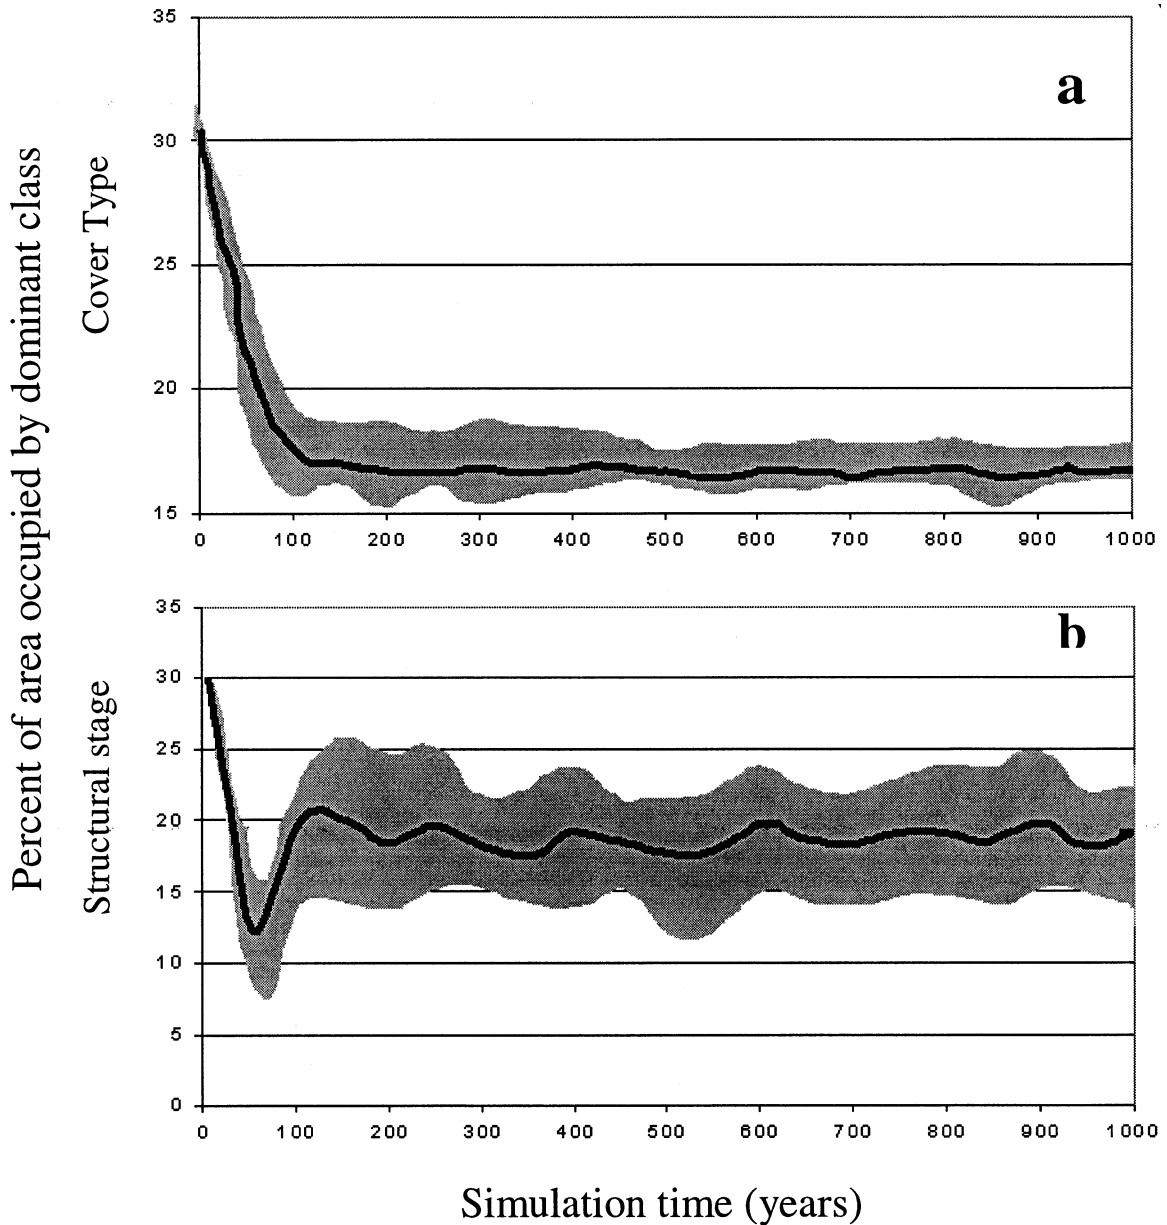 Percent of area occupied by dominant class
Cover Type
35
30
25
20
15
a
0 100 200 300 400 500 600 700 800 900 1000
Structural stage
35
30
25
20
15
10
5
0
b
0 100 200 300 400 500 600 700 800 900 1000
Simulation time (years)